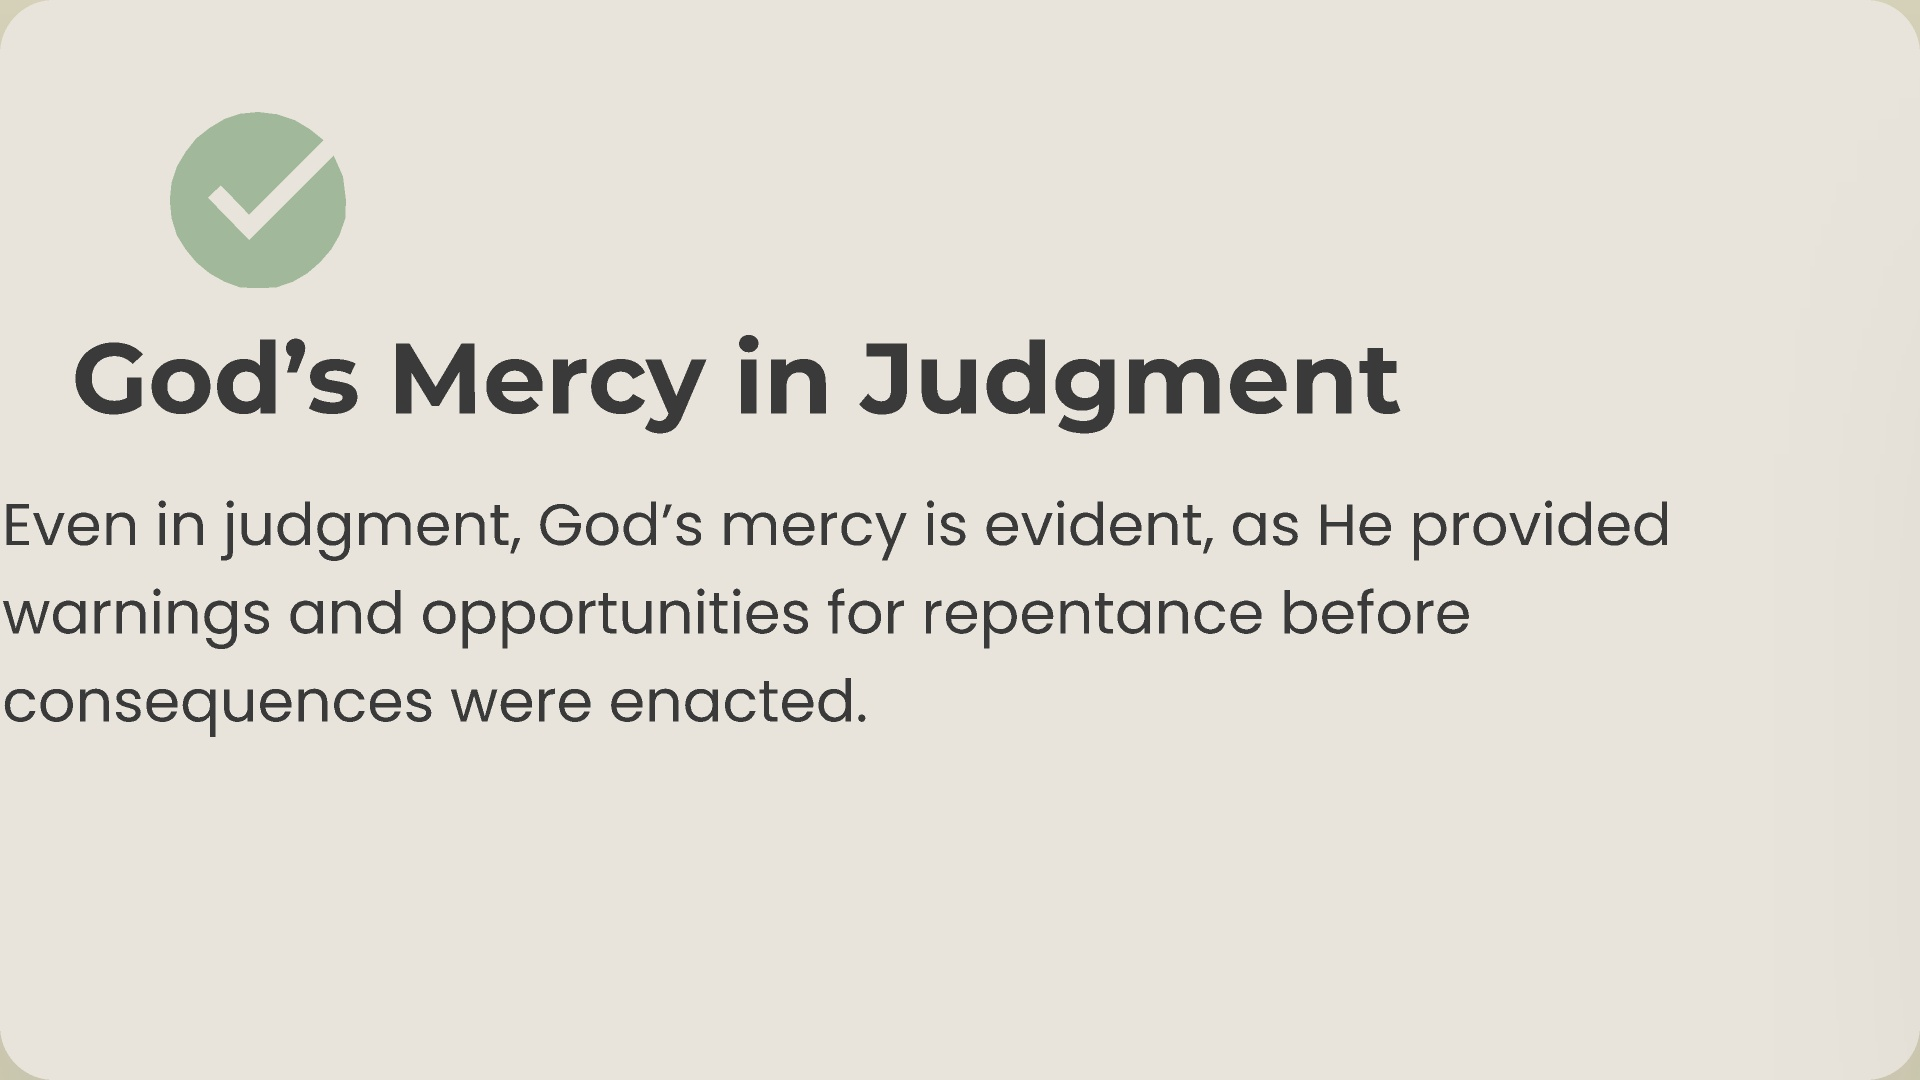 God’s Mercy in Judgment
Even in judgment, God’s mercy is evident, as He provided
warnings and opportunities for repentance before
consequences were enacted.